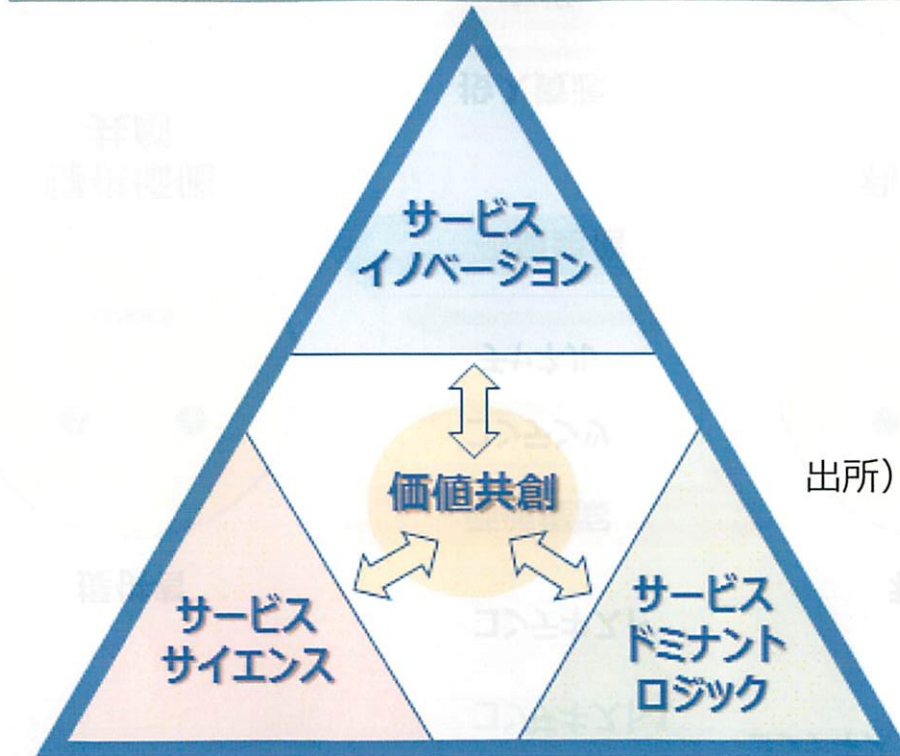 サービス
イノベーション
価値共創
出所)
サービス
サイエンス
サービス
ドミナント
ロジック